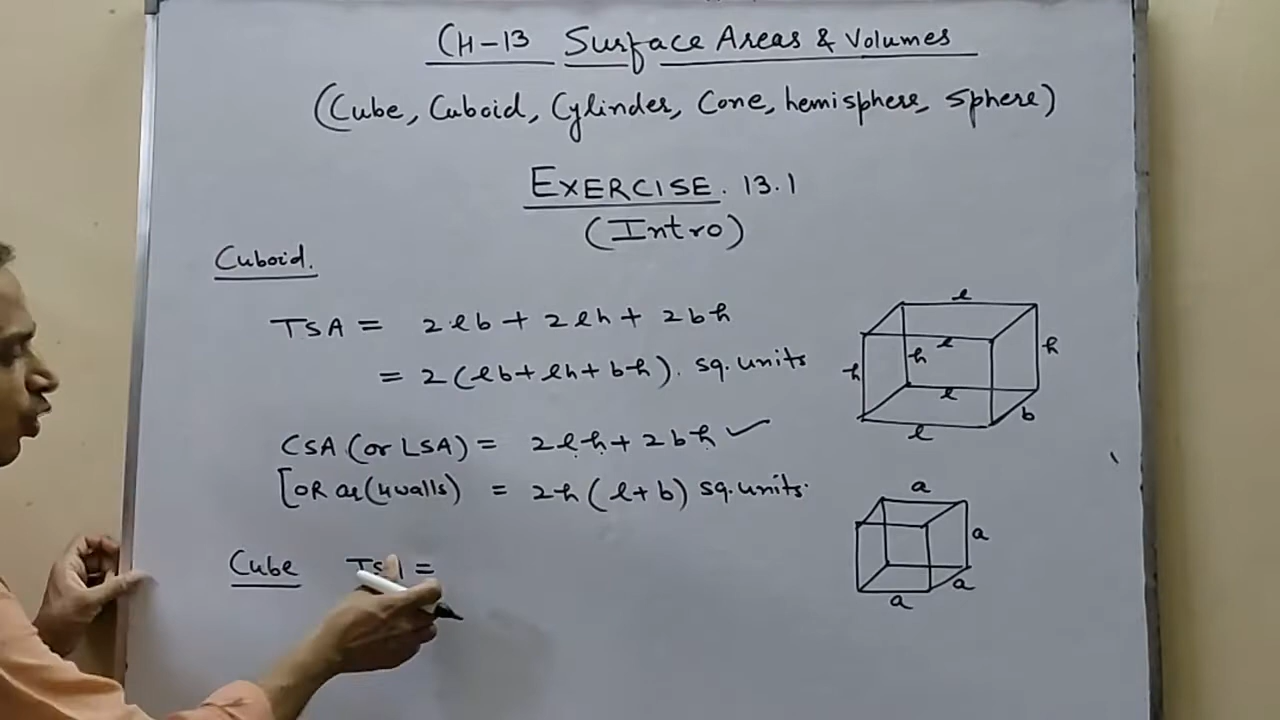 CH-13 Surface Areas & Volumes
(Cube, Cuboid, Cylinder, Cone, hemisphere, Sphere)
EXERCISE. 13.1
(Intro)
Cuboid.
TSA = 2lb + 2lh + 2bh
= 2(lb+lh+bh). sq. units
CSA (or LSA) = 2lh + 2bh ✓
[OR ar(4walls) = 2h(l+b) sq. units.
Cube TSA =
l
h
l
h
h
l
b
l
a
a
a
a